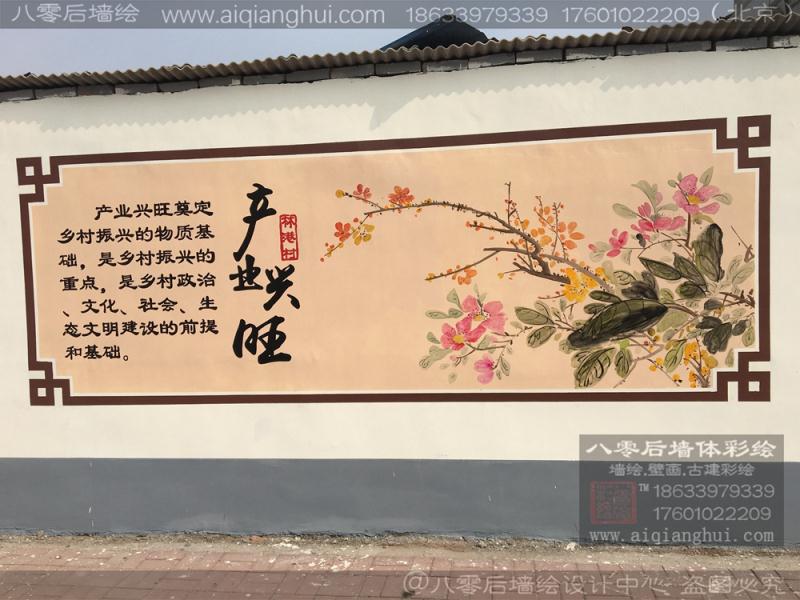 八零后墙绘 www.aiqianghui.com 18633979339 17601022209（北京）
产业兴旺奠定
乡村振兴的物质基
础，是乡村振兴的
重点，是乡村政治
、文化、社会、生
态文明建设的前提
和基础。
产业兴旺
林港村
八零后墙体彩绘
墙绘.壁画.古建彩绘
TM 18633979339
17601022209
www.aiqianghui.com
@八零后墙绘设计中心 盗图必究